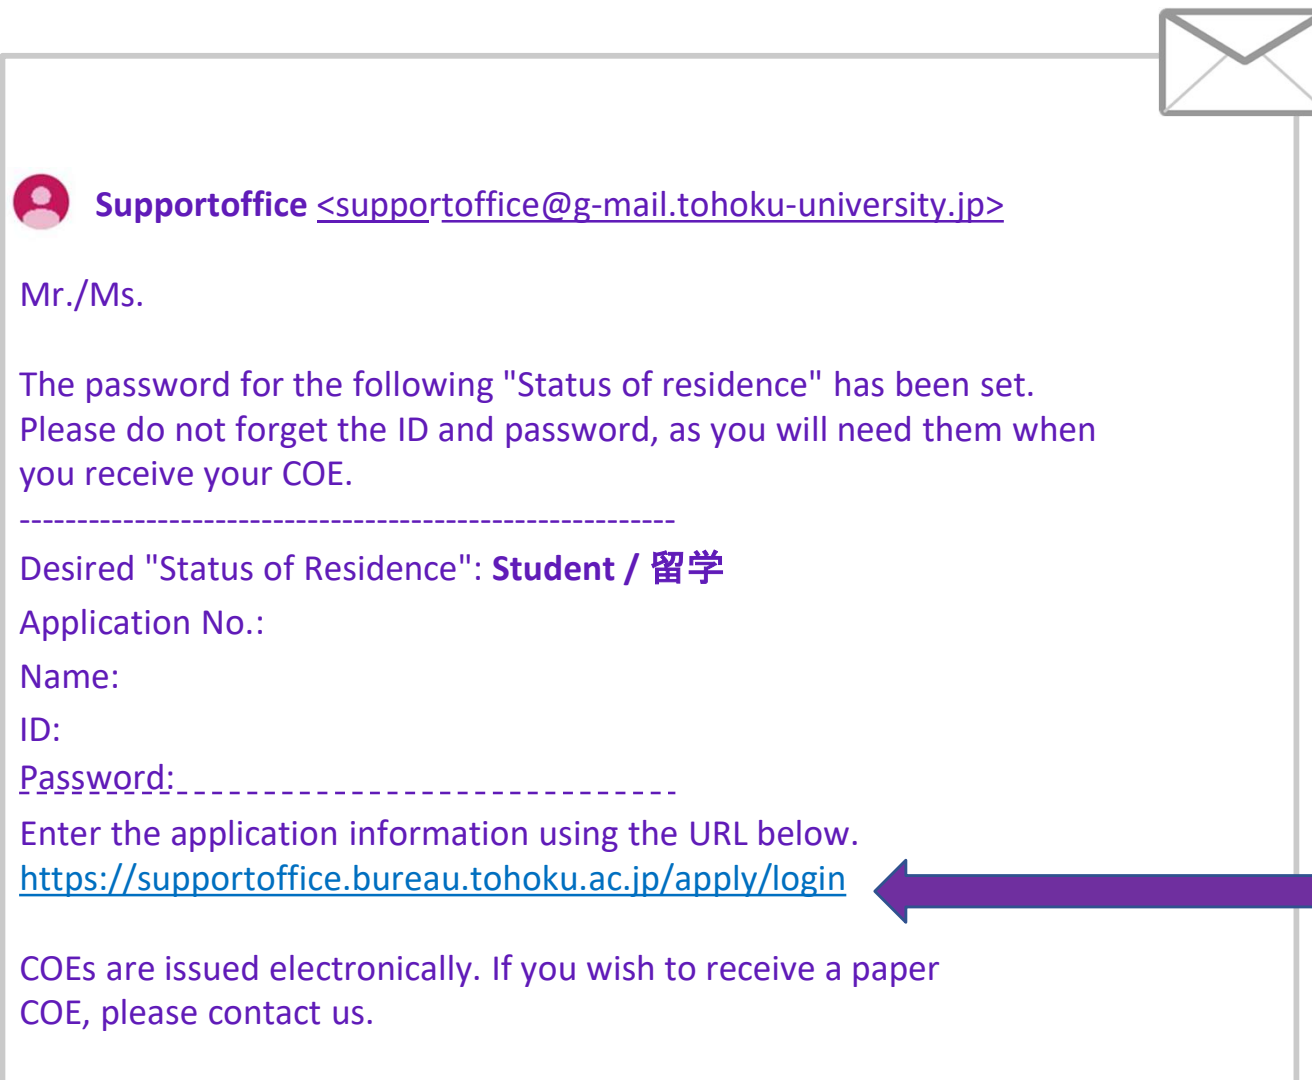 Supportoffice <supportoffice@g-mail.tohoku-university.jp>
Mr./Ms.
The password for the following "Status of residence" has been set.
Please do not forget the ID and password, as you will need them when
you receive your COE.
---------------------------------------------------------
Desired "Status of Residence": Student / 留学
Application No.:
Name:
ID:
Password:
---------------------------------------------------------
Enter the application information using the URL below.
https://supportoffice.bureau.tohoku.ac.jp/apply/login
COEs are issued electronically. If you wish to receive a paper
COE, please contact us.